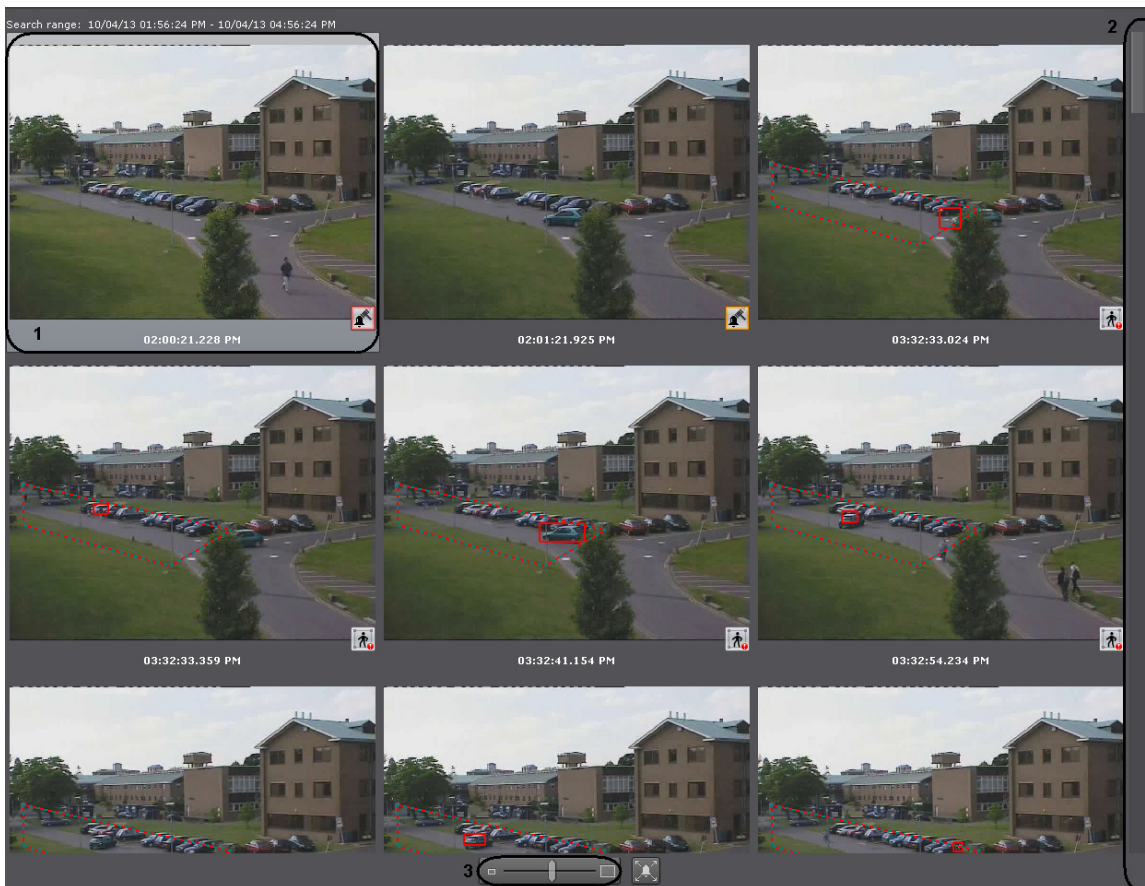 Search range: 10/04/13 01:56:24 PM - 10/04/13 04:56:24 PM
2
1
02:00:21.228 PM
02:01:21.925 PM
03:32:33.024 PM
03:32:33.359 PM
03:32:41.154 PM
03:32:54.234 PM
3